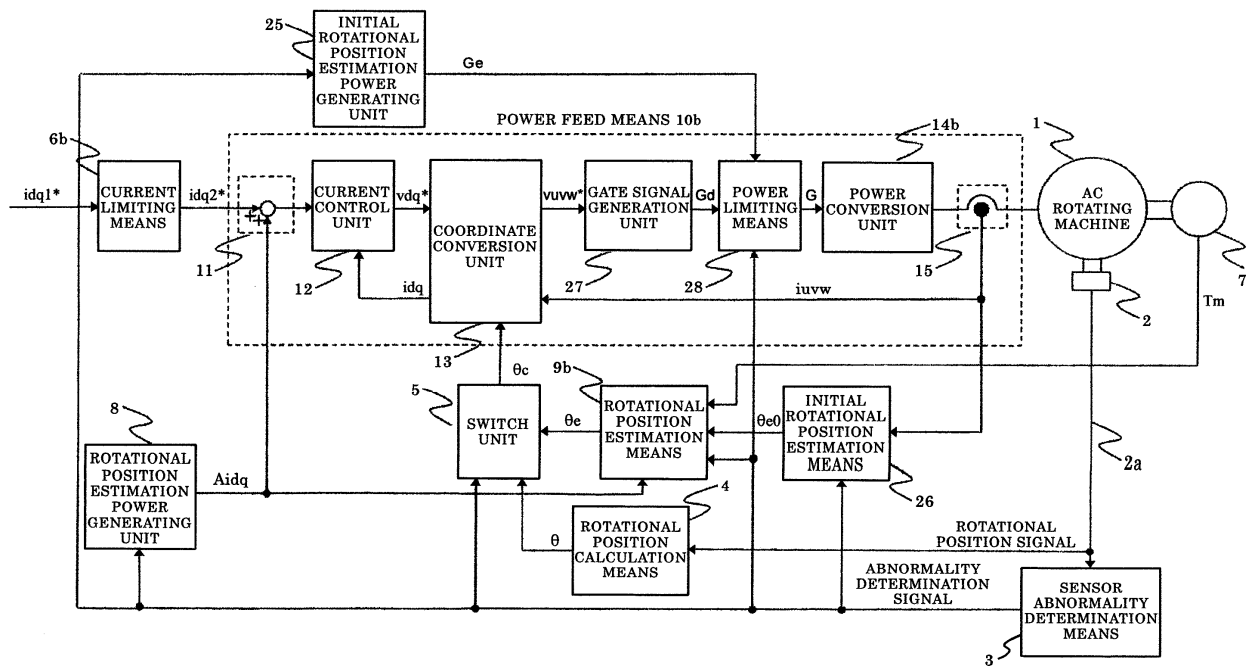 25
INITIAL
ROTATIONAL
POSITION
ESTIMATION
POWER
GENERATING
UNIT
Ge
POWER FEED MEANS 10b
14b
1
6b
idq1*
CURRENT
LIMITING
MEANS
idq2*
+
+
11
CURRENT
CONTROL
UNIT
12
vdq*
idq
COORDINATE
CONVERSION
UNIT
13
vuvw*
GATE SIGNAL
GENERATION
UNIT
27
Gd
POWER
LIMITING
MEANS
28
G
POWER
CONVERSION
UNIT
15
iuvw
AC
ROTATING
MACHINE
7
2
Tm
θc
5
SWITCH
UNIT
θe
9b
ROTATIONAL
POSITION
ESTIMATION
MEANS
θe0
INITIAL
ROTATIONAL
POSITION
ESTIMATION
MEANS
26
2a
8
ROTATIONAL
POSITION
ESTIMATION
POWER
GENERATING
UNIT
Aidq
4
θ
ROTATIONAL
POSITION
CALCULATION
MEANS
ROTATIONAL
POSITION SIGNAL
ABNORMALITY
DETERMINATION
SIGNAL
SENSOR
ABNORMALITY
DETERMINATION
MEANS
3